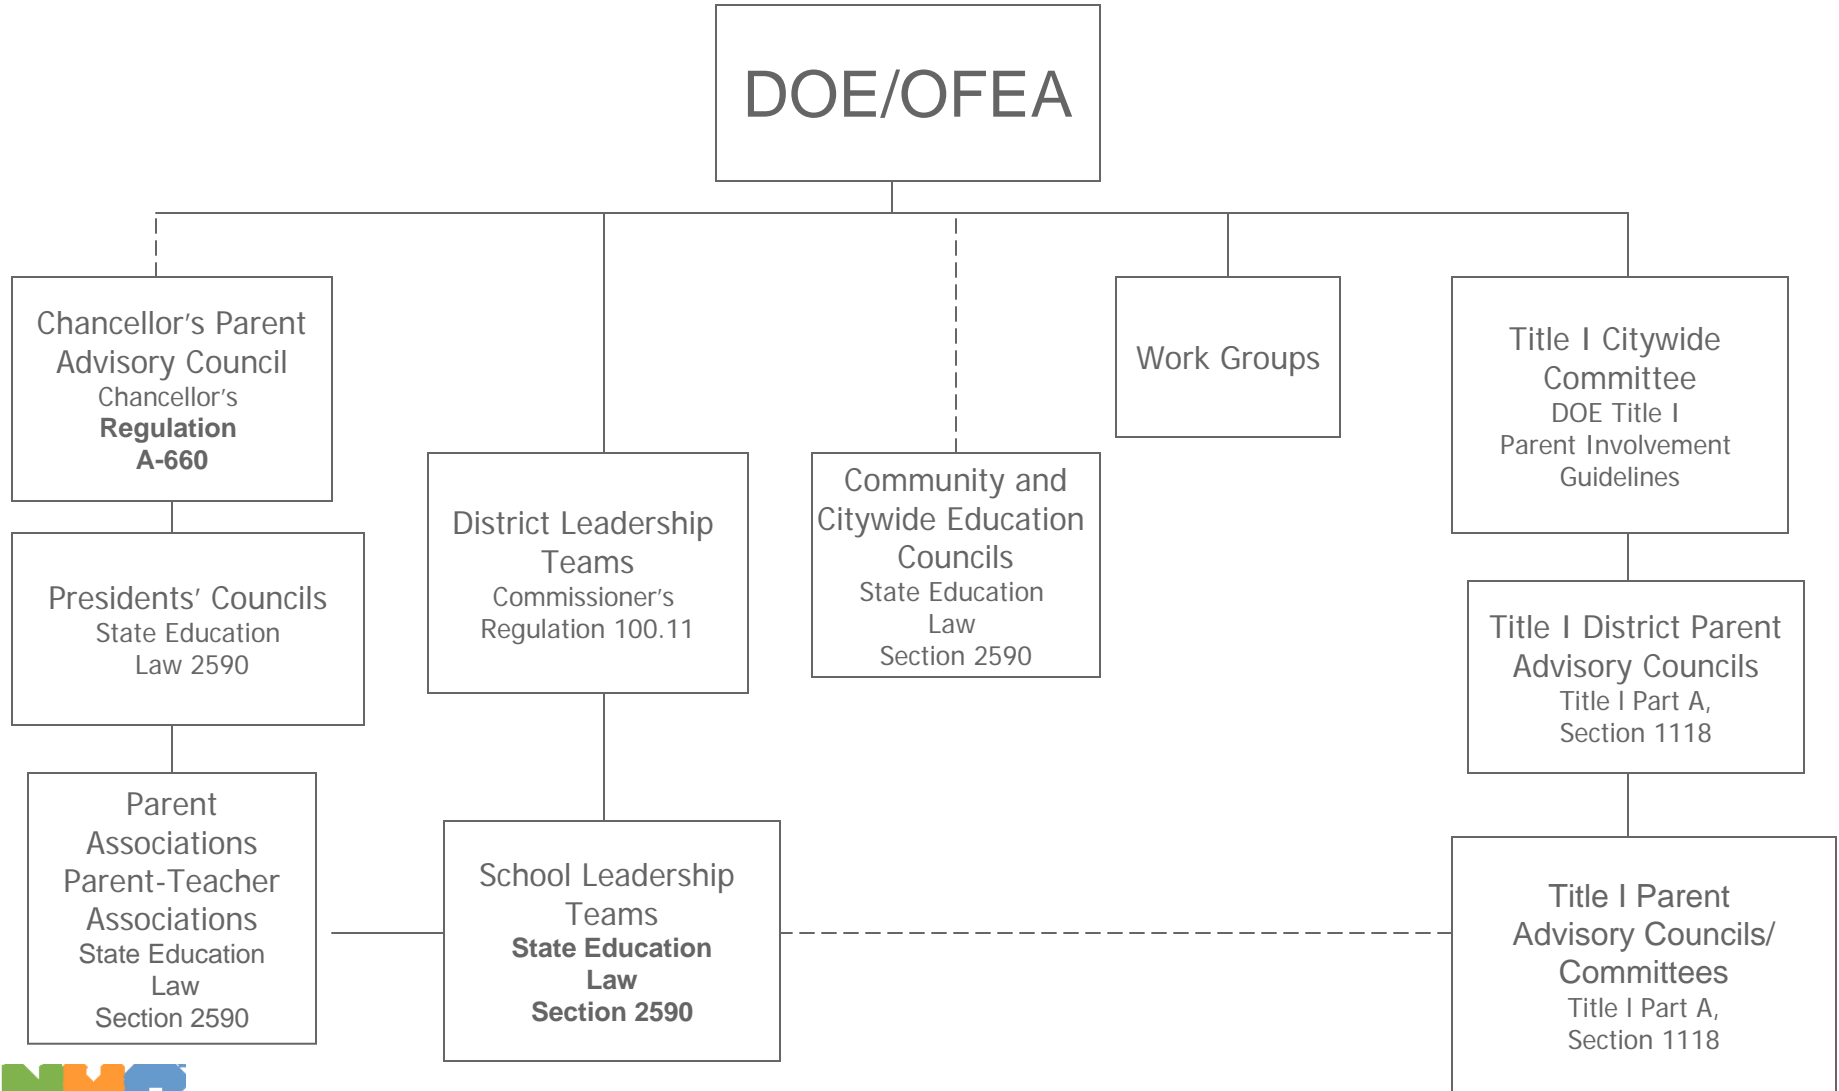 DOE/OFEA
Chancellor's Parent
Advisory Council
Chancellor's
Regulation
A-660
Presidents' Councils
State Education
Law 2590
Parent
Associations
Parent-Teacher
Associations
State Education
Law
Section 2590
District Leadership
Teams
Commissioner's
Regulation 100.11
School Leadership
Teams
State Education
Law
Section 2590
Community and
Citywide Education
Councils
State Education
Law
Section 2590
Work Groups
Title I Citywide
Committee
DOE Title I
Parent Involvement
Guidelines
Title I District Parent
Advisory Councils
Title I Part A,
Section 1118
Title I Parent
Advisory Councils/
Committees
Title I Part A,
Section 1118